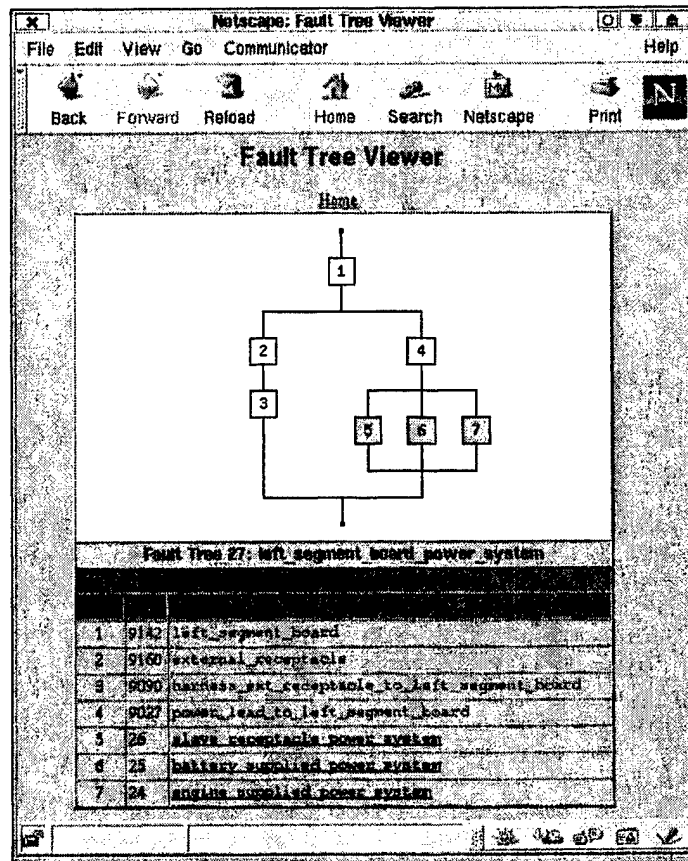 Netscape: Fault Tree Viewer
File Edit View Go Communicator Help
Back Forward Reload Home Search Netscape Print N
Fault Tree Viewer
Home
1
2 4
3
5 6 7
Fault Tree 27: left_segment_board_power_system
1 9142 left_segment_board
2 9160 external_receptacle
3 9090 harness_ext_receptacle_to_left_segment_board
4 9027 power_lead_to_left_segment_board
5 26 slave_receptacle_power_system
6 25 battery_supplied_power_system
7 24 engine_supplied_power_system